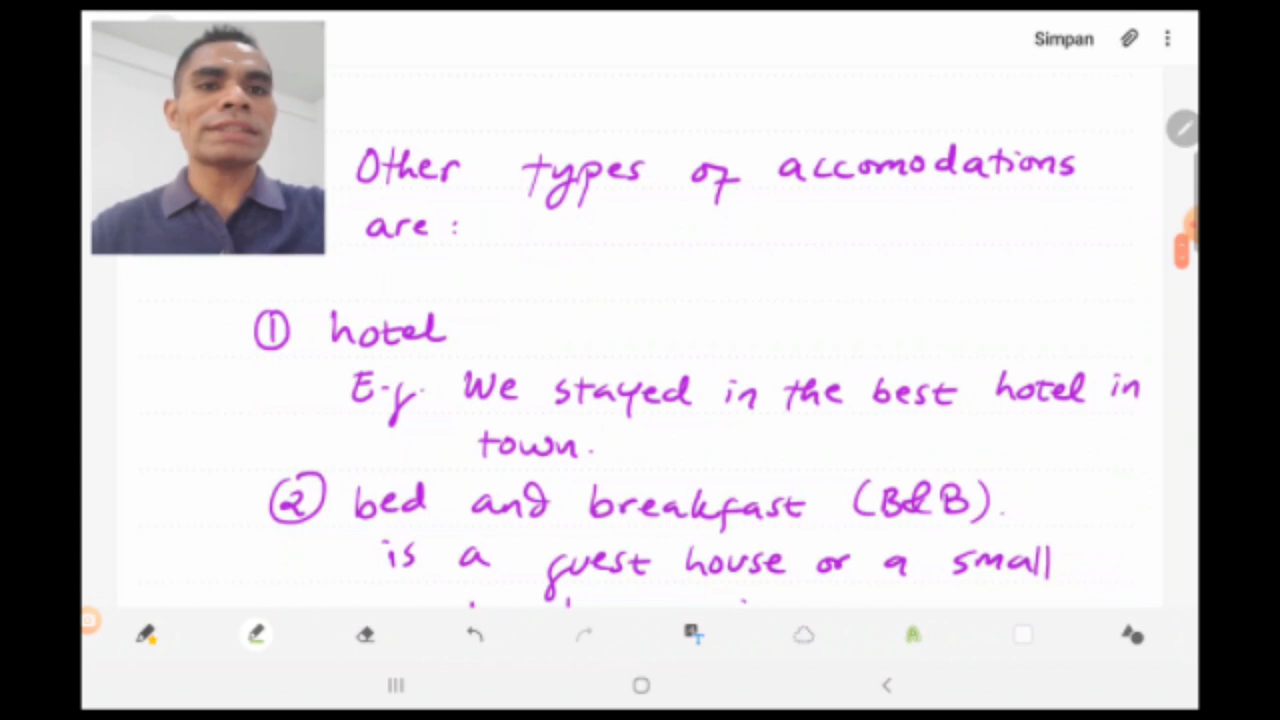 Simpan
Other types of accomodations
are:
① hotel
E.g. We stayed in the best hotel in
town.
② bed and breakfast (B&B).
is a guest house or a small